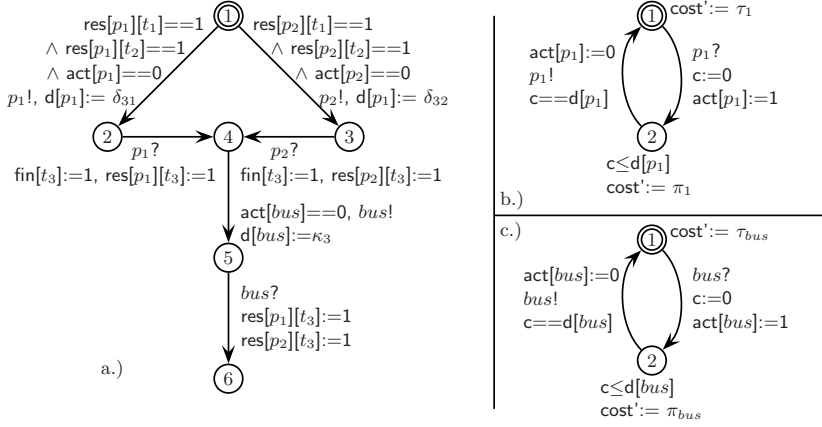 1
res[p₁][t₁]==1
∧ res[p₁][t₂]==1
∧ act[p₁]==0
p₁!, d[p₁]:= δ₃₁
res[p₂][t₁]==1
∧ res[p₂][t₂]==1
∧ act[p₂]==0
p₂!, d[p₁]:= δ₃₂
2
4
3
p₁?
fin[t₃]:=1, res[p₁][t₃]:=1
p₂?
fin[t₃]:=1, res[p₂][t₃]:=1
act[bus]==0, bus!
d[bus]:=κ₃
5
bus?
res[p₁][t₃]:=1
res[p₂][t₃]:=1
6
a.)
1
cost':= τ₁
act[p₁]:=0
p₁!
c==d[p₁]
p₁?
c:=0
act[p₁]:=1
2
c≤d[p₁]
cost':= π₁
b.)
c.)
1
cost':= τ_bus
act[bus]:=0
bus!
c==d[bus]
bus?
c:=0
act[bus]:=1
2
c≤d[bus]
cost':= π_bus